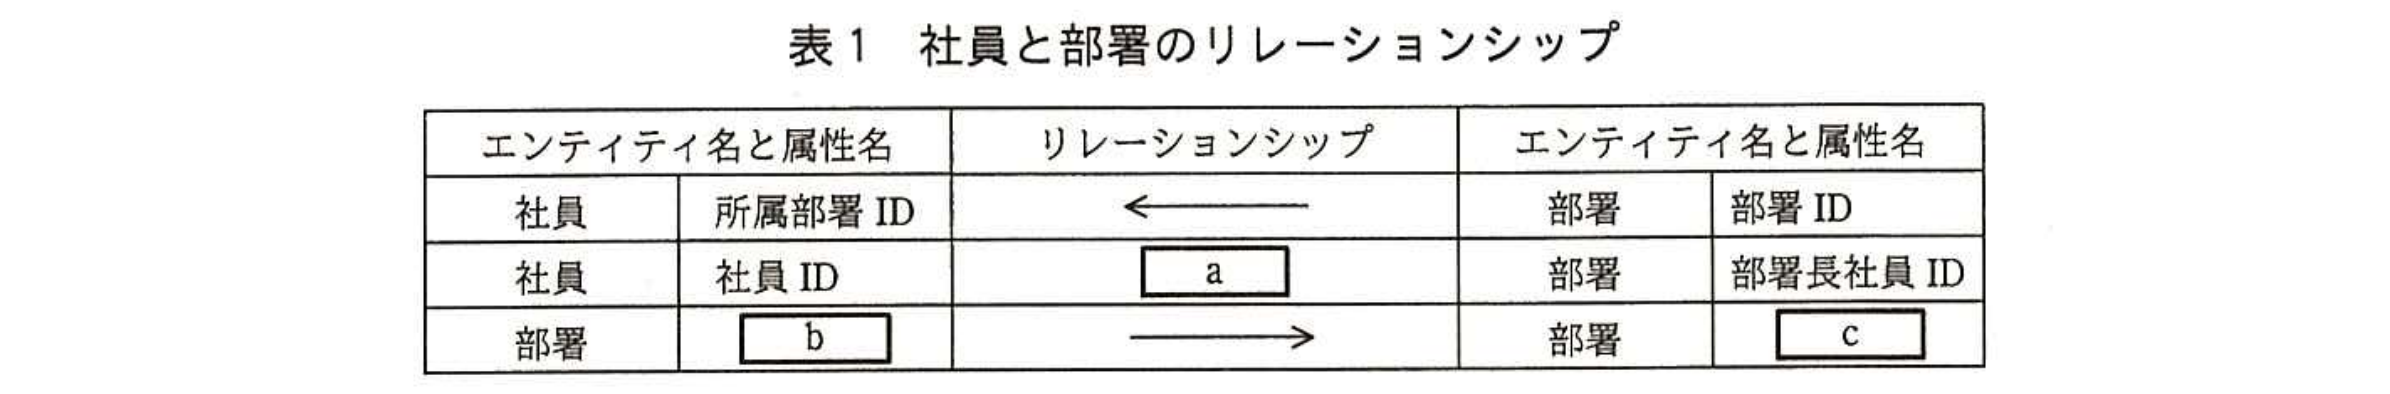 表1 社員と部署のリレーションシップ
エンティティ名と属性名 リレーションシップ エンティティ名と属性名
社員 所属部署 ID ← 部署 部署 ID
社員 社員 ID a 部署 部署長社員 ID
部署 b → 部署 c